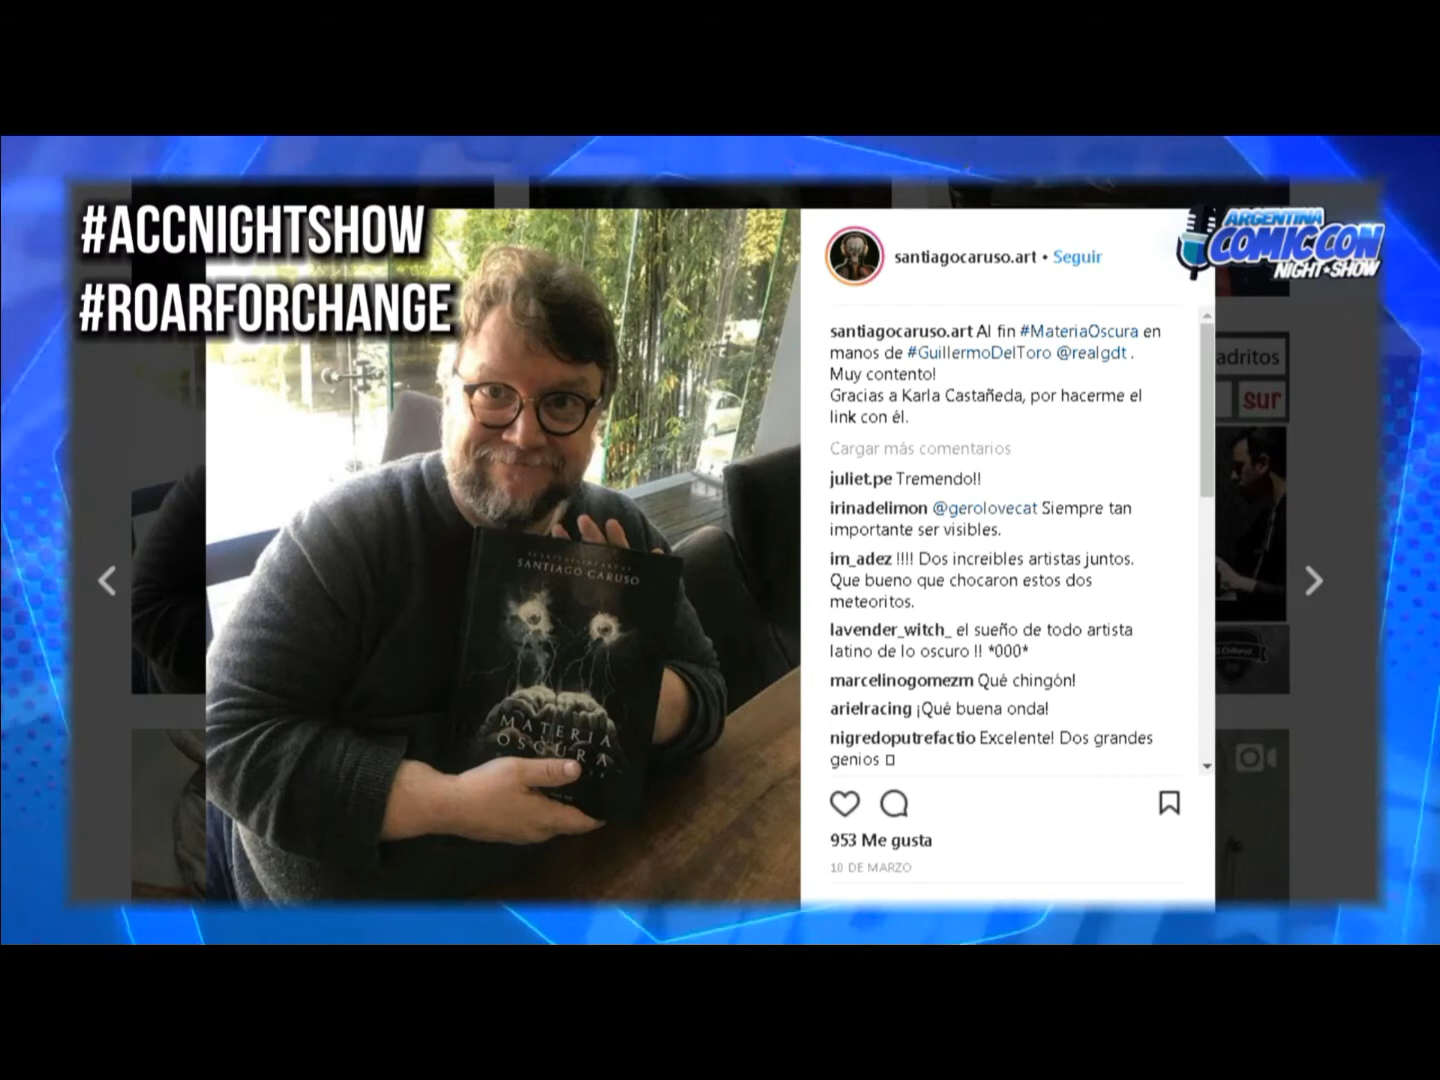 #ACCNIGHTSHOW
#ROARFORCHANGE
ARGENTINA
COMIC CON
NIGHT SHOW
santiagocaruso.art • Seguir
santiagocaruso.art Al fin #MateriaOscura en
manos de #GuillermoDelToro @realgdt .
Muy contento!
Gracias a Karla Castañeda, por hacerme el
link con él.
Cargar más comentarios
juliet.pe Tremendo!!
irinadelimon @gerolovecat Siempre tan
importante ser visibles.
im_adez !!!! Dos increibles artistas juntos.
Que bueno que chocaron estos dos
meteoritos.
lavender_witch_ el sueño de todo artista
latino de lo oscuro !! *000*
marcelinogomezm Qué chingón!
arielracing ¡Qué buena onda!
nigredoputrefactio Excelente! Dos grandes
genios
953 Me gusta
10 DE MARZO
SANTIAGO CARUSO
MATERIA
OSCURA
adritos
sur